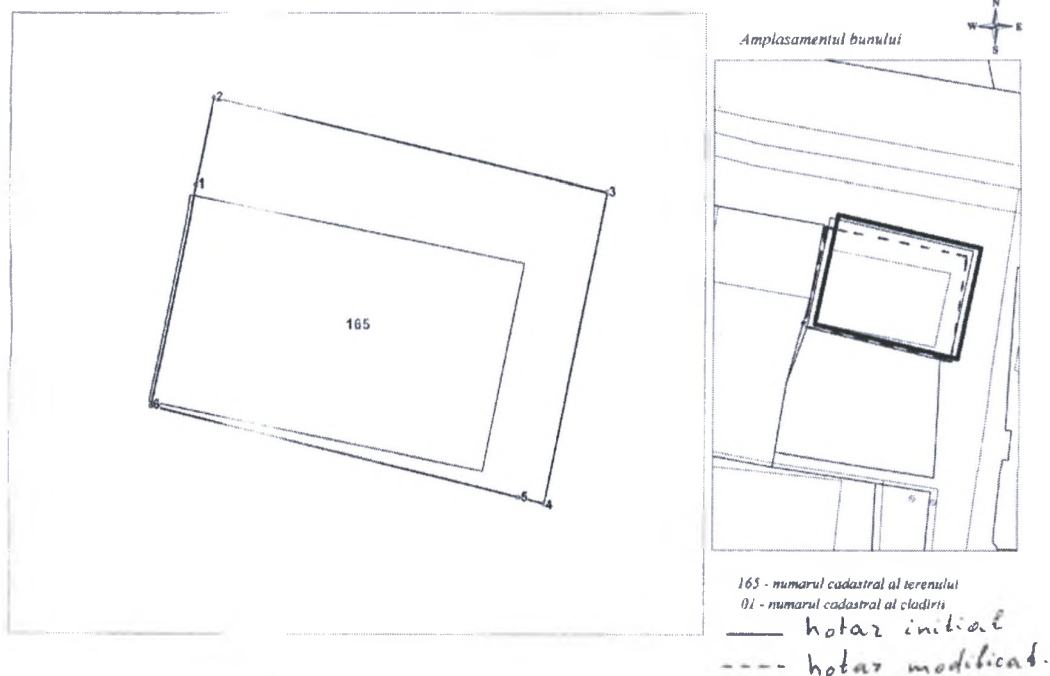 N
W E
S
Amplasamentul bunului
2
3
1
165
6
5
4
165 - numarul cadastral al terenului
01 - numarul cadastral al cladirii
hotar initial
hotar modificat.